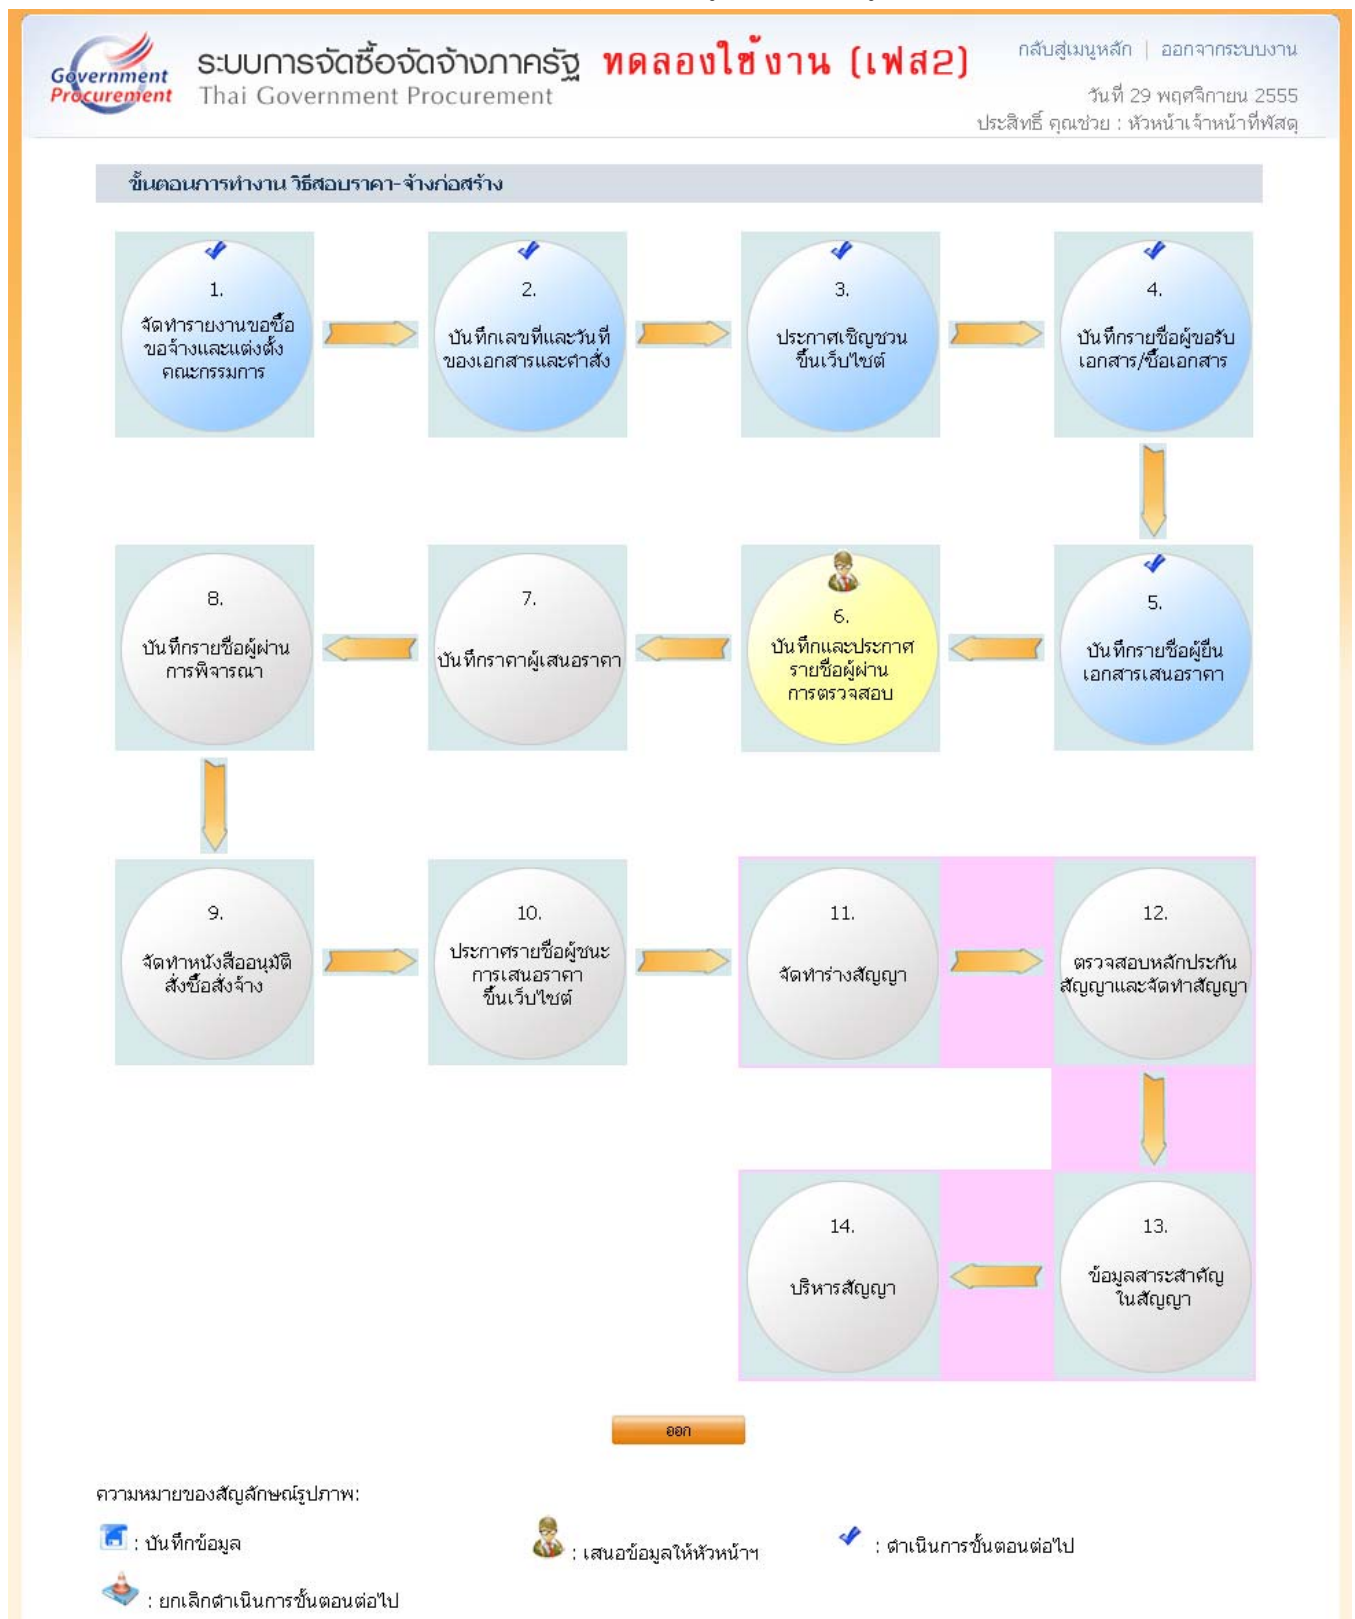 Government
Procurement
ระบบการจัดซื้อจัดจ้างภาครัฐ
Thai Government Procurement
ทดลองใช้งาน (เฟส2)
กลับสู่เมนูหลัก | ออกจากระบบงาน
วันที่ 29 พฤศจิกายน 2555
ประสิทธิ์ คุณช่วย : หัวหน้าเจ้าหน้าที่พัสดุ
ขั้นตอนการทำงาน วิธีสอบราคา-จ้างก่อสร้าง
1.
จัดทำรายงานขอซื้อ
ขอจ้างและแต่งตั้ง
คณะกรรมการ
2.
บันทึกเลขที่และวันที่
ของเอกสารและคำสั่ง
3.
ประกาศเชิญชวน
ขึ้นเว็บไซต์
4.
บันทึกรายชื่อผู้ขอรับ
เอกสาร/ซื้อเอกสาร
5.
บันทึกรายชื่อผู้ยื่น
เอกสารเสนอราคา
6.
บันทึกและประกาศ
รายชื่อผู้ผ่าน
การตรวจสอบ
7.
บันทึกราคาผู้เสนอราคา
8.
บันทึกรายชื่อผู้ผ่าน
การพิจารณา
9.
จัดทำหนังสืออนุมัติ
สั่งซื้อสั่งจ้าง
10.
ประกาศรายชื่อผู้ชนะ
การเสนอราคา
ขึ้นเว็บไซต์
11.
จัดทำร่างสัญญา
12.
ตรวจสอบหลักประกัน
สัญญาและจัดทำสัญญา
13.
ข้อมูลสาระสำคัญ
ในสัญญา
14.
บริหารสัญญา
ออก
ความหมายของสัญลักษณ์รูปภาพ:
: บันทึกข้อมูล
: เสนอข้อมูลให้หัวหน้าฯ
: ดำเนินการขั้นตอนต่อไป
: ยกเลิกดำเนินการขั้นตอนต่อไป